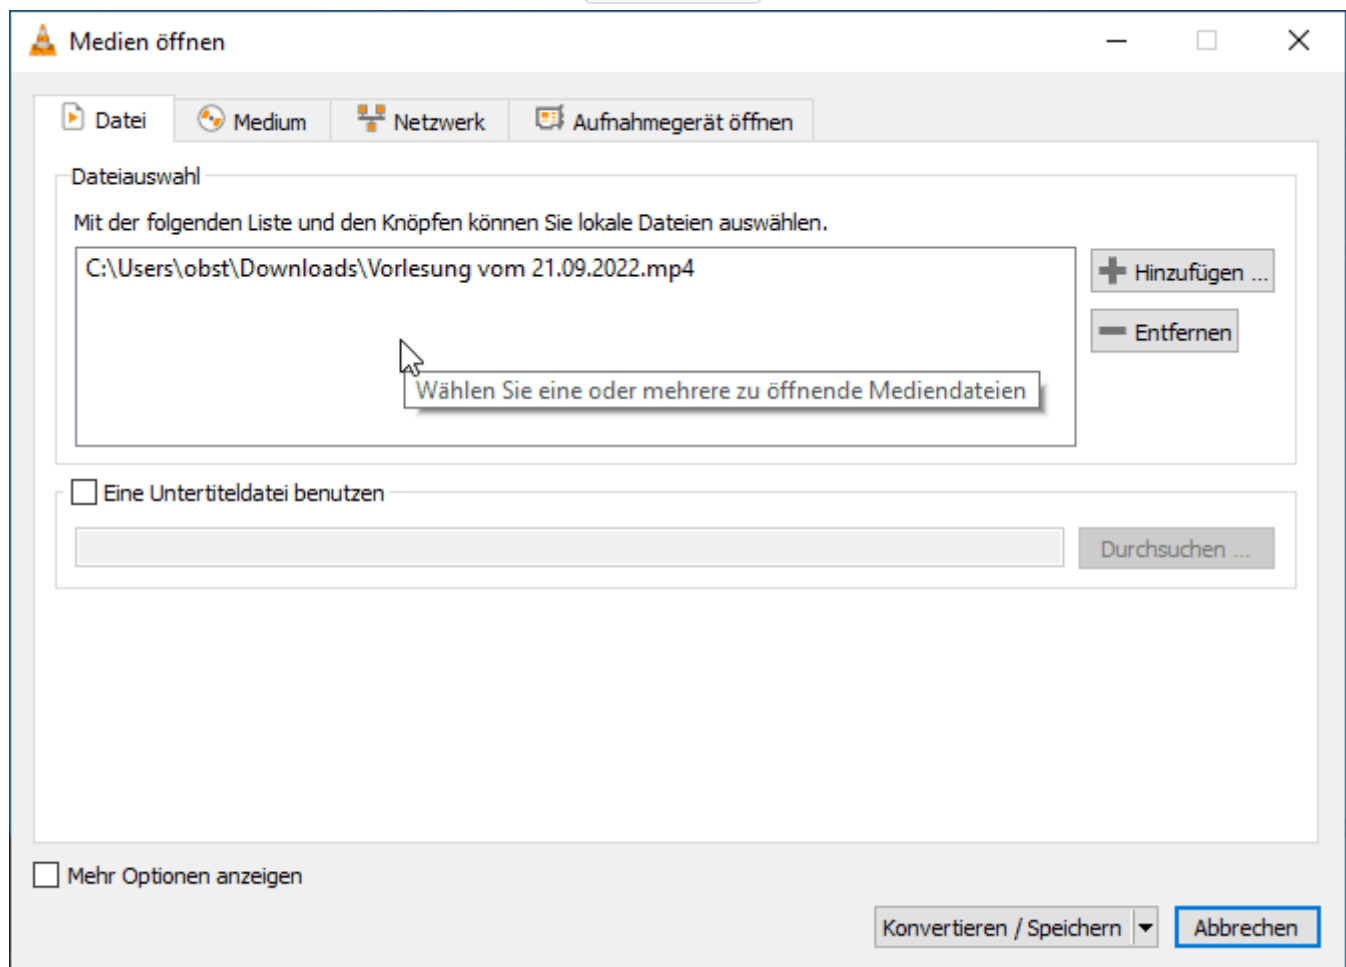 Medien öffnen
Datei
Medium
Netzwerk
Aufnahmegerät öffnen
Dateiauswahl
Mit der folgenden Liste und den Knöpfen können Sie lokale Dateien auswählen.
C:\Users\obst\Downloads\Vorlesung vom 21.09.2022.mp4
Hinzufügen ...
Entfernen
Wählen Sie eine oder mehrere zu öffnende Mediendateien
Eine Untertiteldatei benutzen
Durchsuchen ...
Mehr Optionen anzeigen
Konvertieren / Speichern
Abbrechen